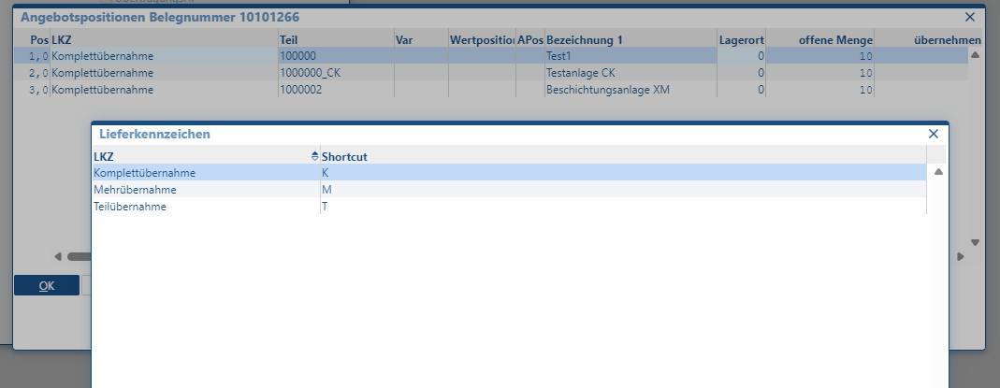 Angebotspositionen Belegnummer 10101266
Pos LKZ Teil Var Wertposition APos Bezeichnung 1 Lagerort offene Menge übernehmen
1,0 Komplettübernahme 100000 Test1 0 10
2,0 Komplettübernahme 1000000_CK Testanlage CK 0 10
3,0 Komplettübernahme 1000002 Beschichtungsanlage XM 0 10
Lieferkennzeichen
LKZ Shortcut
Komplettübernahme K
Mehrübernahme M
Teilübernahme T
OK